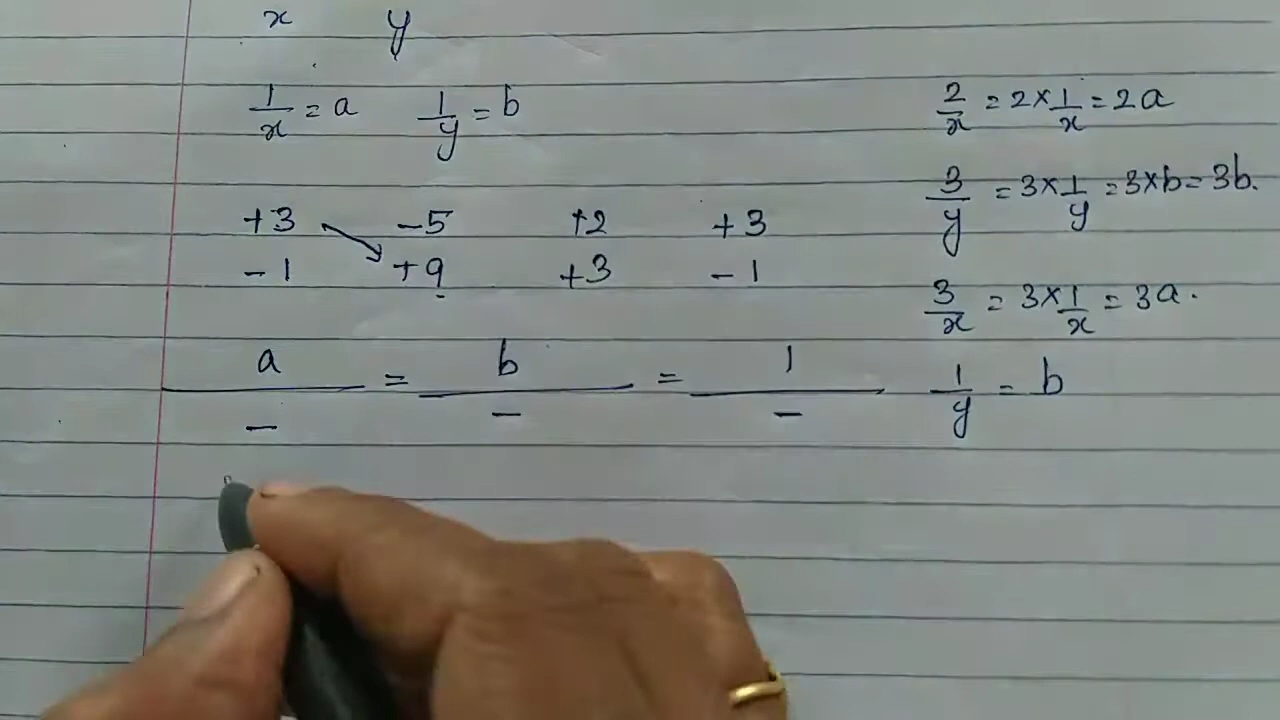 x y
1/x = a 1/y = b
2/x = 2×1/x = 2a
3/y = 3×1/y = 3×b = 3b.
+3 -5 +2 +3
-1 +9 +3 -1
3/x = 3×1/x = 3a.
a/- = b/- = 1/-
1/y = b